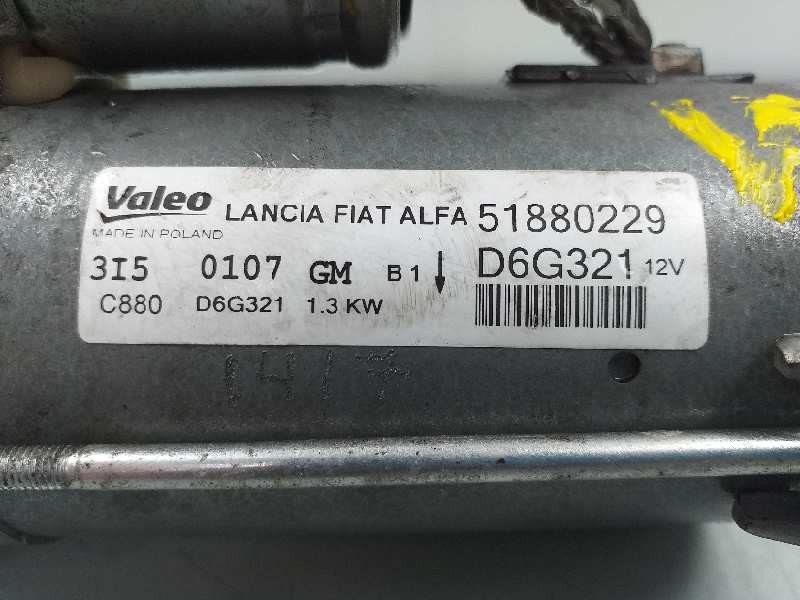 Valeo LANCIA FIAT ALFA 51880229
MADE IN POLAND
3I5 0107 GM B1 D6G321 12V
C880 D6G321 1.3 KW